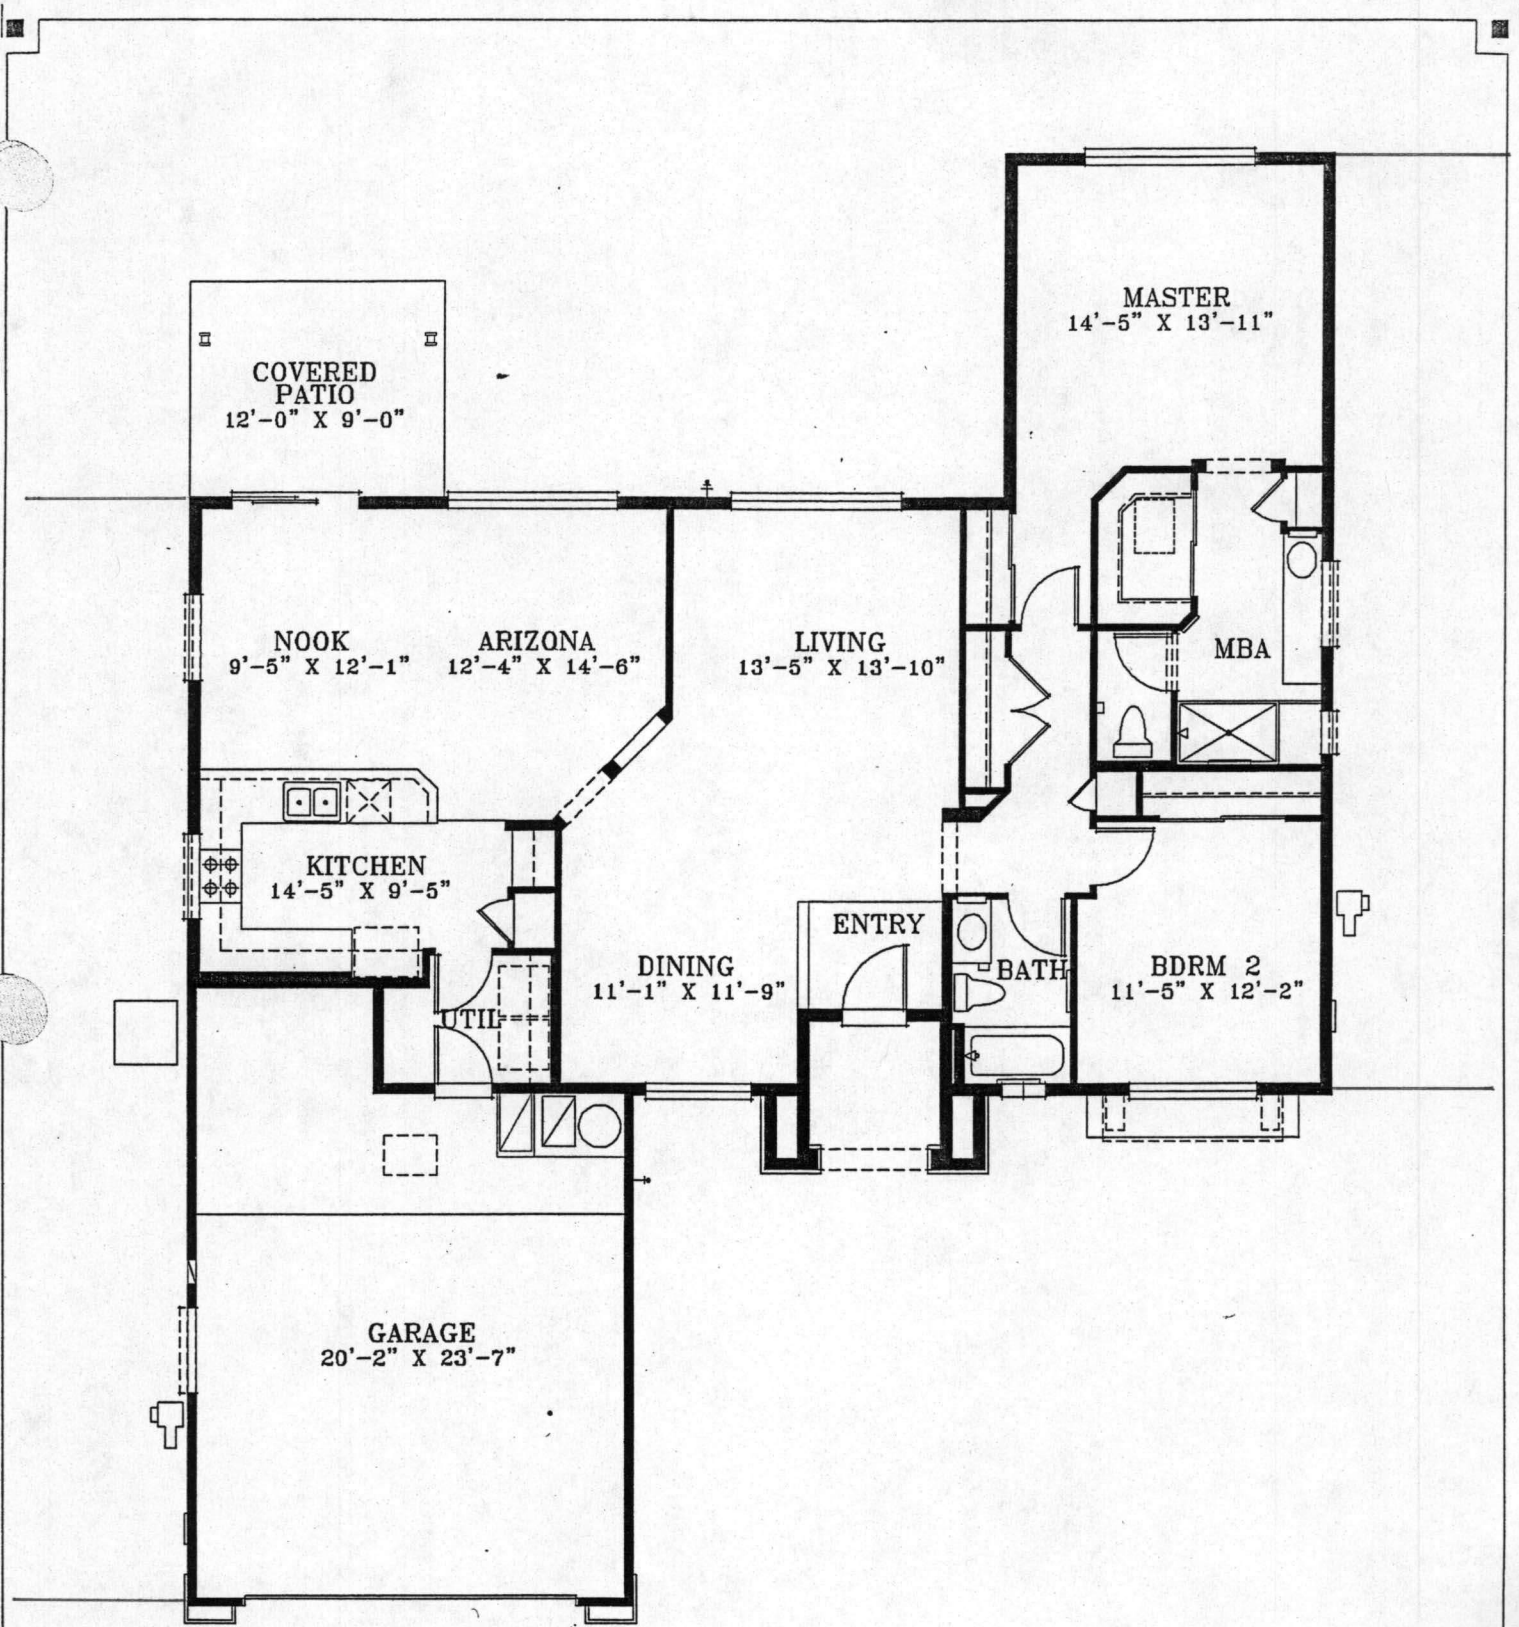 MASTER
14'-5" X 13'-11"
COVERED
PATIO
12'-0" X 9'-0"
NOOK
9'-5" X 12'-1"
ARIZONA
12'-4" X 14'-6"
LIVING
13'-5" X 13'-10"
MBA
KITCHEN
14'-5" X 9'-5"
ENTRY
DINING
11'-1" X 11'-9"
BATH
BDRM 2
11'-5" X 12'-2"
UTIL
GARAGE
20'-2" X 23'-7"